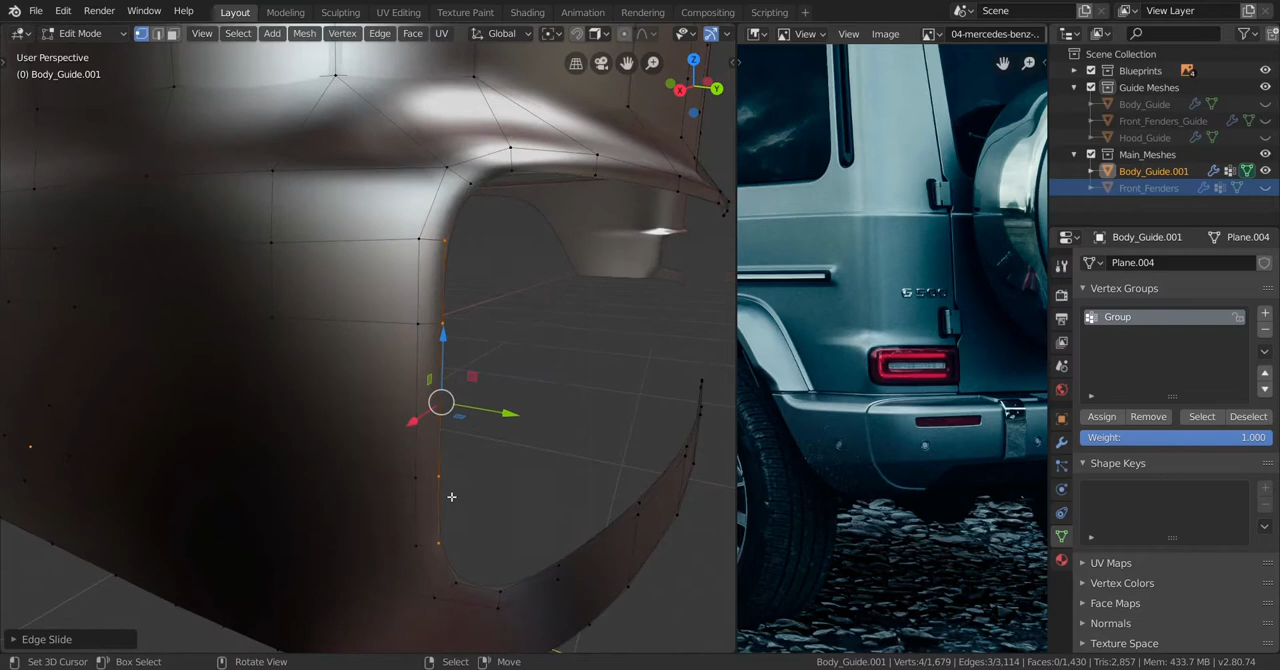 File Edit Render Window Help Layout Modeling Sculpting UV Editing Texture Paint Shading Animation Rendering Compositing Scripting + Scene View Layer
Edit Mode View Select Add Mesh Vertex Edge Face UV Global View View Image 04-mercedes-benz-..
User Perspective
(0) Body_Guide.001
Z
X
Y
G 500
Scene Collection
Blueprints 4
Guide Meshes
Body_Guide
Front_Fenders_Guide
Hood_Guide
Main_Meshes
Body_Guide.001
Front_Fenders
Body_Guide.001 Plane.004
Plane.004
Vertex Groups
Group
Assign Remove Select Deselect
Weight: 1.000
Shape Keys
UV Maps
Vertex Colors
Face Maps
Normals
Texture Space
Edge Slide
Set 3D Cursor Box Select Rotate View Select Move Body_Guide.001 | Verts:4/1,679 | Edges:3/3,114 | Faces:0/1,430 | Tris:2,857 | Mem: 433.7 MB | v2.80.74